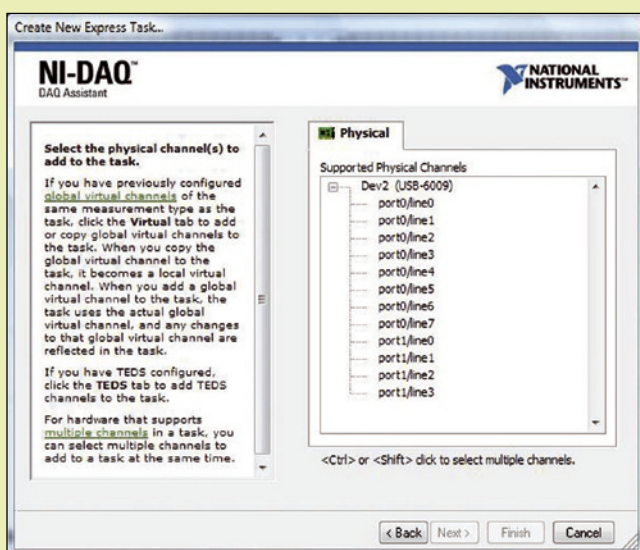 Create New Express Task...
NI-DAQ™
DAQ Assistant
NATIONAL
INSTRUMENTS™
Select the physical channel(s) to
add to the task.
If you have previously configured
global virtual channels of the
same measurement type as the
task, click the Virtual tab to add
or copy global virtual channels to
the task. When you copy the
global virtual channel to the
task, it becomes a local virtual
channel. When you add a global
virtual channel to the task, the
task uses the actual global
virtual channel, and any changes
to that global virtual channel are
reflected in the task.
If you have TEDS configured,
click the TEDS tab to add TEDS
channels to the task.
For hardware that supports
multiple channels in a task, you
can select multiple channels to
add to a task at the same time.
Physical
Supported Physical Channels
Dev2 (USB-6009)
port0/line0
port0/line1
port0/line2
port0/line3
port0/line4
port0/line5
port0/line6
port0/line7
port1/line0
port1/line1
port1/line2
port1/line3
<Ctrl> or <Shift> click to select multiple channels.
< Back Next > Finish Cancel